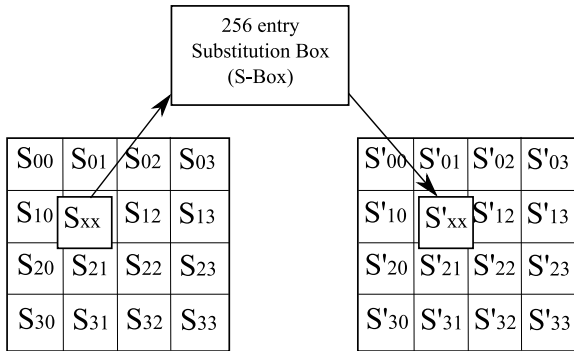 256 entry
Substitution Box
(S-Box)
S00 S01 S02 S03
S10 Sxx S12 S13
S20 S21 S22 S23
S30 S31 S32 S33
S'00 S'01 S'02 S'03
S'10 S'xx S'12 S'13
S'20 S'21 S'22 S'23
S'30 S'31 S'32 S'33